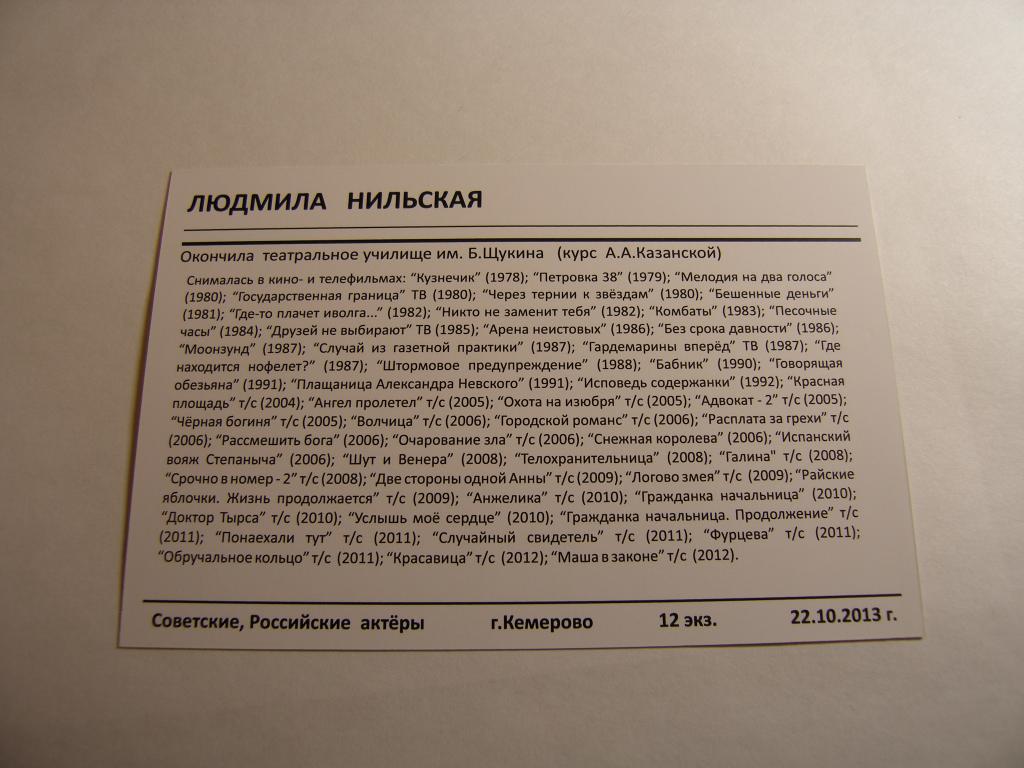 ЛЮДМИЛА НИЛЬСКАЯ
Окончила театральное училище им. Б.Щукина (курс А.А.Казанской)
Снималась в кино- и телефильмах: “Кузнечик” (1978); “Петровка 38” (1979); “Мелодия на два голоса”
(1980); “Государственная граница” ТВ (1980); “Через тернии к звёздам” (1980); “Бешенные деньги”
(1981); “Где-то плачет иволга...” (1982); “Никто не заменит тебя” (1982); “Комбаты” (1983); “Песочные
часы” (1984); “Друзей не выбирают” ТВ (1985); “Арена неистовых” (1986); “Без срока давности” (1986);
“Моонзунд” (1987); “Случай из газетной практики” (1987); “Гардемарины вперёд” ТВ (1987); “Где
находится нофелет?” (1987); “Штормовое предупреждение” (1988); “Бабник” (1990); “Говорящая
обезьяна” (1991); “Плащаница Александра Невского” (1991); “Исповедь содержанки” (1992); “Красная
площадь” т/с (2004); “Ангел пролетел” т/с (2005); “Охота на изюбря” т/с (2005); “Адвокат - 2” т/с (2005);
“Чёрная богиня” т/с (2005); “Волчица” т/с (2006); “Городской романс” т/с (2006); “Расплата за грехи” т/с
(2006); “Рассмешить бога” (2006); “Очарование зла” т/с (2006); “Снежная королева” (2006); “Испанский
вояж Степаныча” (2006); “Шут и Венера” (2008); “Телохранительница” (2008); “Галина" т/с (2008);
“Срочно в номер - 2” т/с (2008); “Две стороны одной Анны” т/с (2009); “Логово змея” т/с (2009); “Райские
яблочки. Жизнь продолжается” т/с (2009); “Анжелика” т/с (2010); “Гражданка начальница” (2010);
“Доктор Тырса” т/с (2010); “Услышь моё сердце” (2010); “Гражданка начальница. Продолжение” т/с
(2011); “Понаехали тут” т/с (2011); “Случайный свидетель” т/с (2011); “Фурцева” т/с (2011);
“Обручальное кольцо” т/с (2011); “Красавица” т/с (2012); “Маша в законе” т/с (2012).
Советские, Российские актёры г.Кемерово 12 экз. 22.10.2013 г.